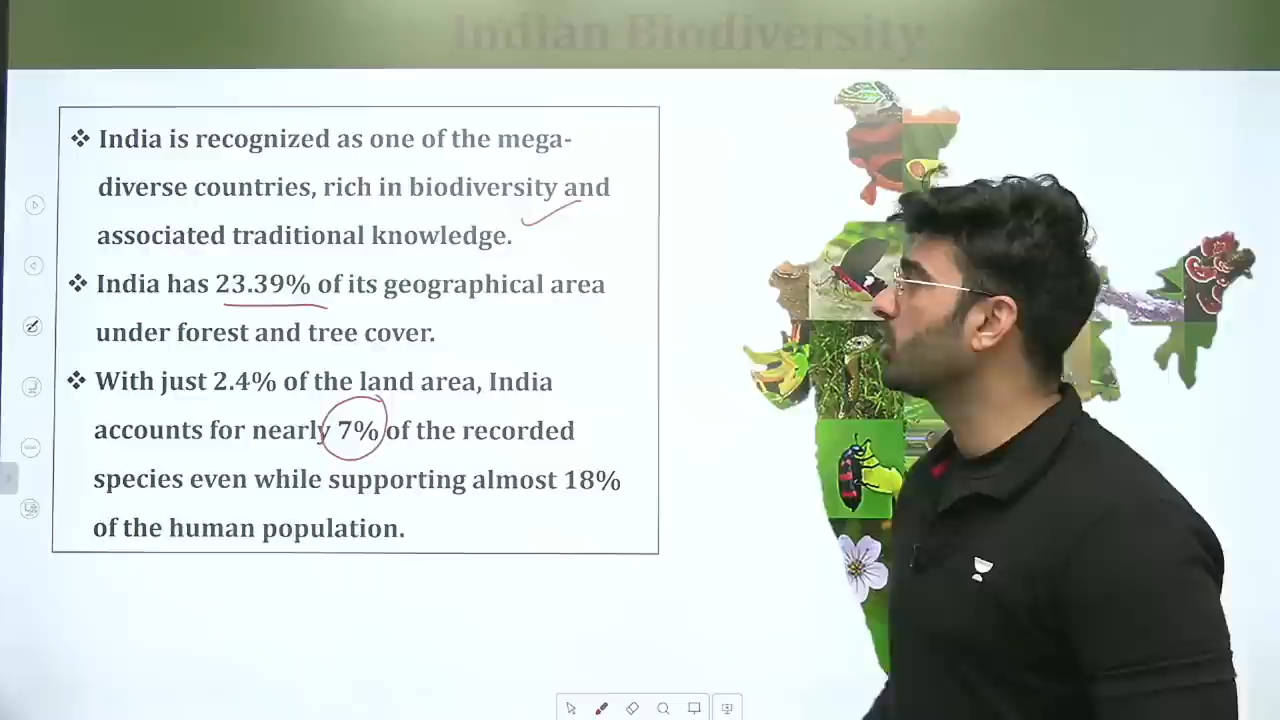 Indian Biodiversity
❖ India is recognized as one of the mega-
diverse countries, rich in biodiversity and
associated traditional knowledge.
❖ India has 23.39% of its geographical area
under forest and tree cover.
❖ With just 2.4% of the land area, India
accounts for nearly 7% of the recorded
species even while supporting almost 18%
of the human population.